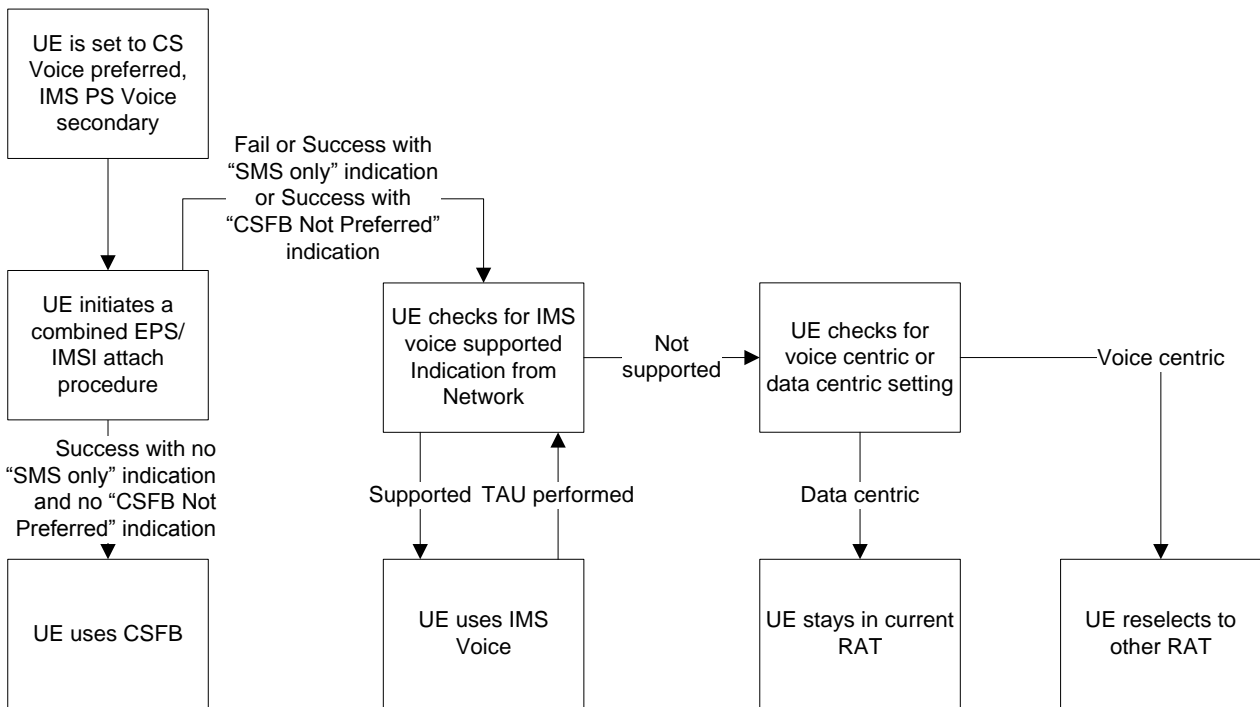 UE is set to CS
Voice preferred,
IMS PS Voice
secondary
Fail or Success with
“SMS only” indication
or Success with
“CSFB Not Preferred”
indication
UE initiates a
combined EPS/
IMSI attach
procedure
UE checks for IMS
voice supported
Indication from
Network
Not
supported
UE checks for
voice centric or
data centric setting
Voice centric
Success with no
“SMS only” indication
and no “CSFB Not
Preferred” indication
Supported
TAU performed
Data centric
UE uses CSFB
UE uses IMS
Voice
UE stays in current
RAT
UE reselects to
other RAT